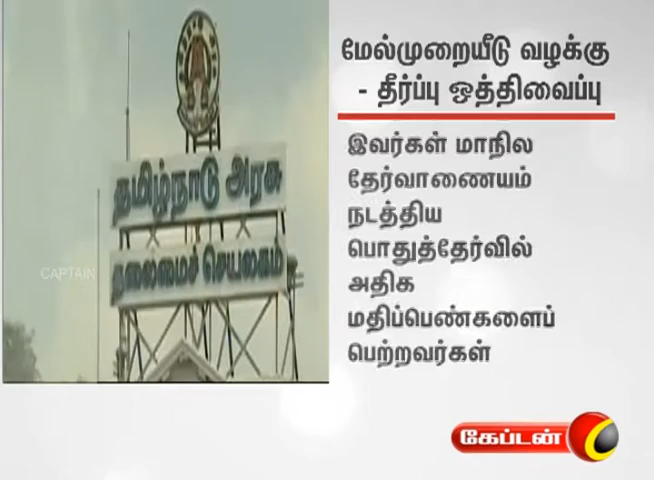 மேல்முறையீடு வழக்கு
- தீர்ப்பு ஒத்திவைப்பு
இவர்கள் மாநில
தேர்வாணையம்
நடத்திய
பொதுத்தேர்வில்
அதிக
மதிப்பெண்களைப்
பெற்றவர்கள்
தமிழ்நாடு அரசு
தலைமைச் செயலகம்
CAPTAIN
கேப்டன்